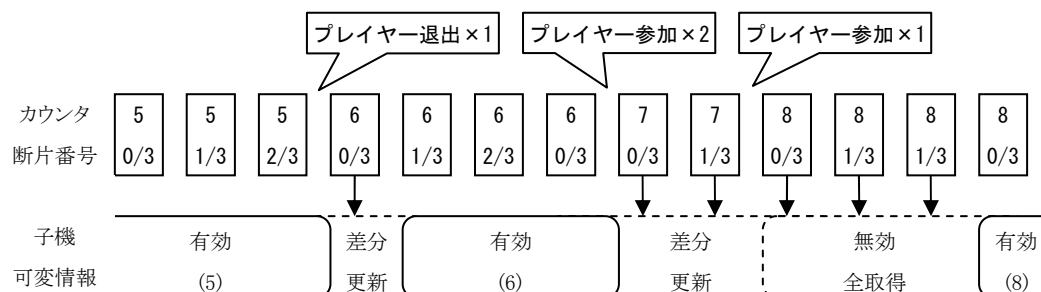 プレイヤー退出×1 プレイヤー参加×2 プレイヤー参加×1
カウンタ 5 5 5 6 6 6 6 7 7 8 8 8 8
断片番号 0/3 1/3 2/3 0/3 1/3 2/3 0/3 0/3 1/3 0/3 1/3 1/3 0/3
子機 有効 差分 有効 差分 無効 有効
可変情報 (5) 更新 (6) 更新 全取得 (8)